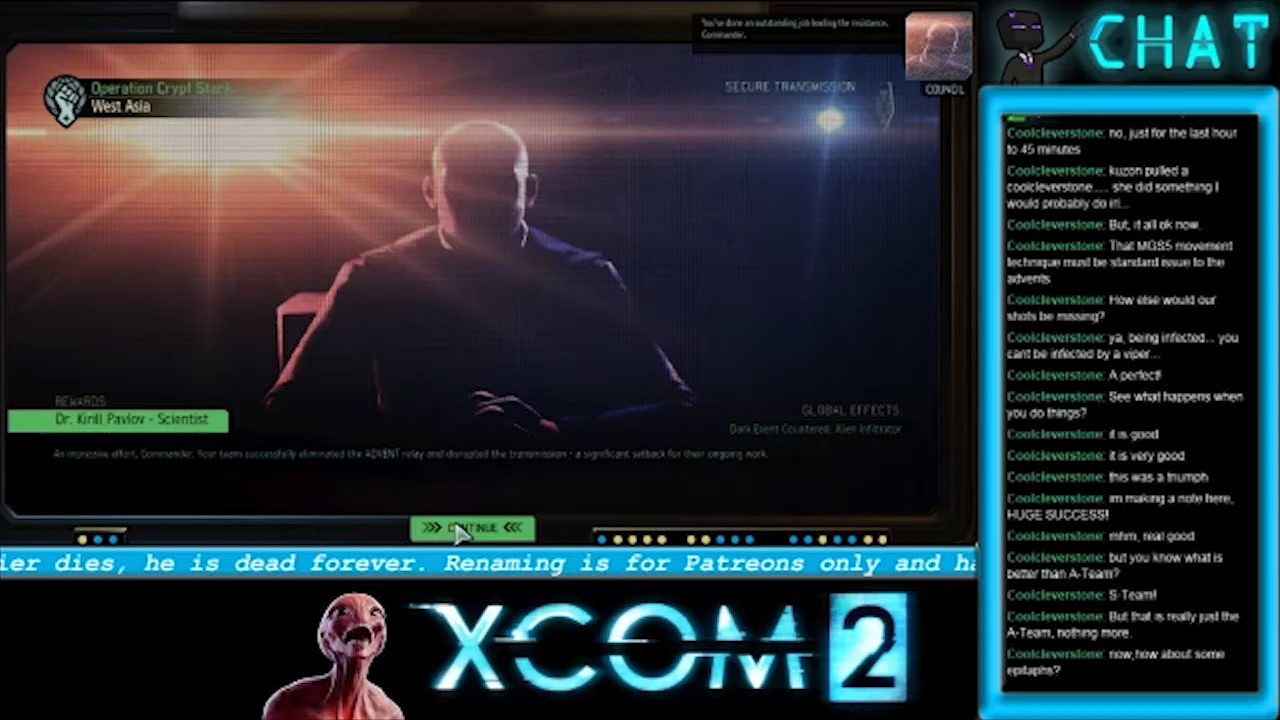 You've done an outstanding job leading the resistance,
Commander.
COUNCIL
Operation Crypt
West Asia
SECURE TRANSMISSION
REWARDS:
Dr. Kirill Pavlov - Scientist
GLOBAL EFFECTS:
Dark Event Countered: Alien Infiltrator
An impressive effort, Commander. Your team successfully eliminated the ADVENT relay and disrupted the transmission - a significant setback for their ongoing work.
CONTINUE
ier dies, he is dead forever. Renaming is for Patreons only and ha
XCOM 2
CHAT
Coolcleverstone: no, just for the last hour
to 45 minutes
Coolcleverstone: kuzon pulled a
coolcleverstone..... she did something I
would probably do irl...
Coolcleverstone: But, it all ok now.
Coolcleverstone: That MGS5 movement
technique must be standard issue to the
advents
Coolcleverstone: How else would our
shots be missing?
Coolcleverstone: ya, being infected... you
cant be infected by a viper...
Coolcleverstone: A perfect!
Coolcleverstone: See what happens when
you do things?
Coolcleverstone: it is good
Coolcleverstone: it is very good
Coolcleverstone: this was a triumph
Coolcleverstone: im making a note here,
HUGE SUCCESS!
Coolcleverstone: mhm, real good
Coolcleverstone: but you know what is
better than A-Team?
Coolcleverstone: S-Team!
Coolcleverstone: But that is really just the
A-Team, nothing more.
Coolcleverstone: now,how about some
epitaphs?